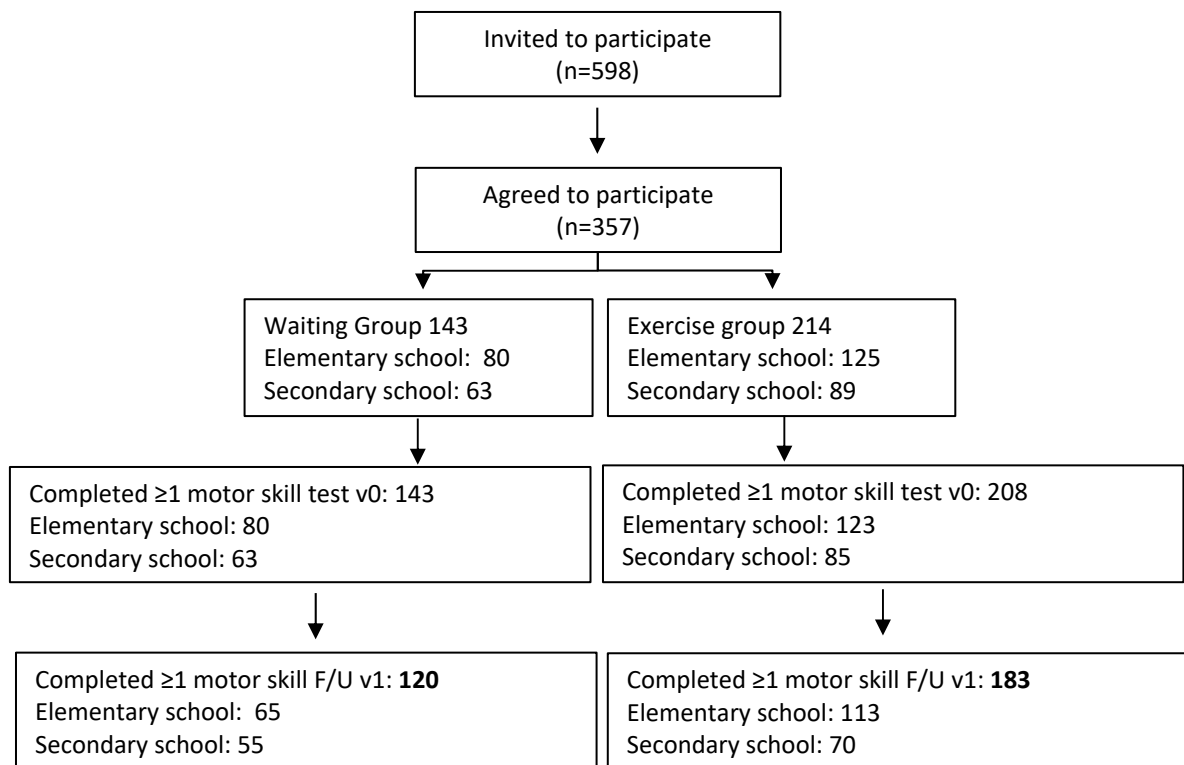 Invited to participate
(n=598)
Agreed to participate
(n=357)
Waiting Group 143
Elementary school:  80
Secondary school: 63
Exercise group 214
Elementary school: 125
Secondary school: 89
Completed ≥1 motor skill test v0: 143
Elementary school: 80
Secondary school: 63
Completed ≥1 motor skill test v0: 208
Elementary school: 123
Secondary school: 85
Completed ≥1 motor skill F/U v1: 120
Elementary school:  65
Secondary school: 55
Completed ≥1 motor skill F/U v1: 183
Elementary school: 113
Secondary school: 70